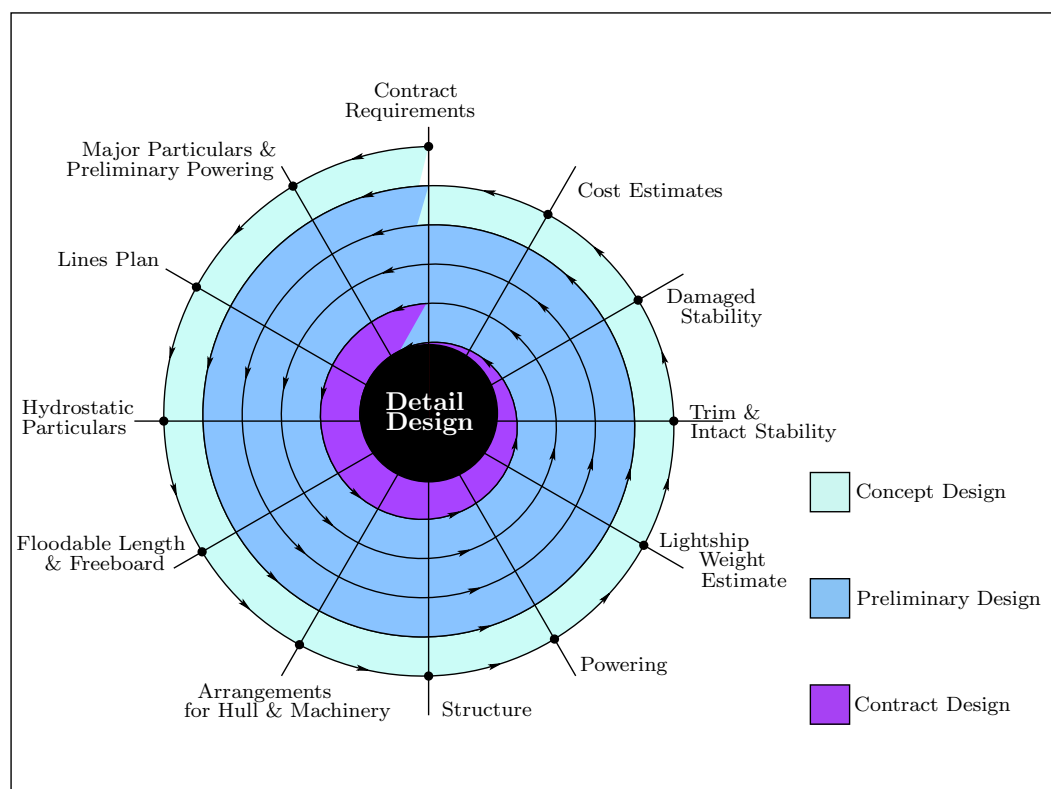 Contract
Requirements
Major Particulars &
Preliminary Powering
Cost Estimates
Lines Plan
Damaged
Stability
Detail
Design
Hydrostatic
Particulars
Trim &
Intact Stability
Concept Design
Floodable Length
& Freeboard
Lightship
Weight
Estimate
Preliminary Design
Powering
Arrangements
for Hull & Machinery
Structure
Contract Design